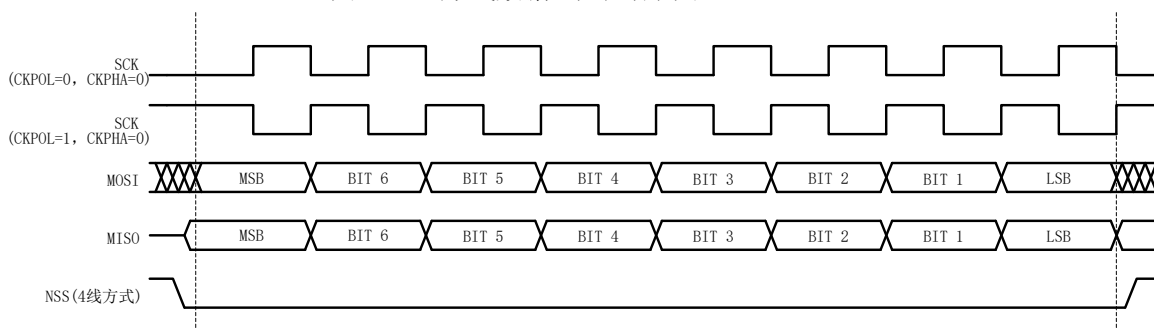 SCK
(CKPOL=0，CKPHA=0)
SCK
(CKPOL=1，CKPHA=0)
MOSI MSB BIT 6 BIT 5 BIT 4 BIT 3 BIT 2 BIT 1 LSB
MISO MSB BIT 6 BIT 5 BIT 4 BIT 3 BIT 2 BIT 1 LSB
NSS(4线方式)